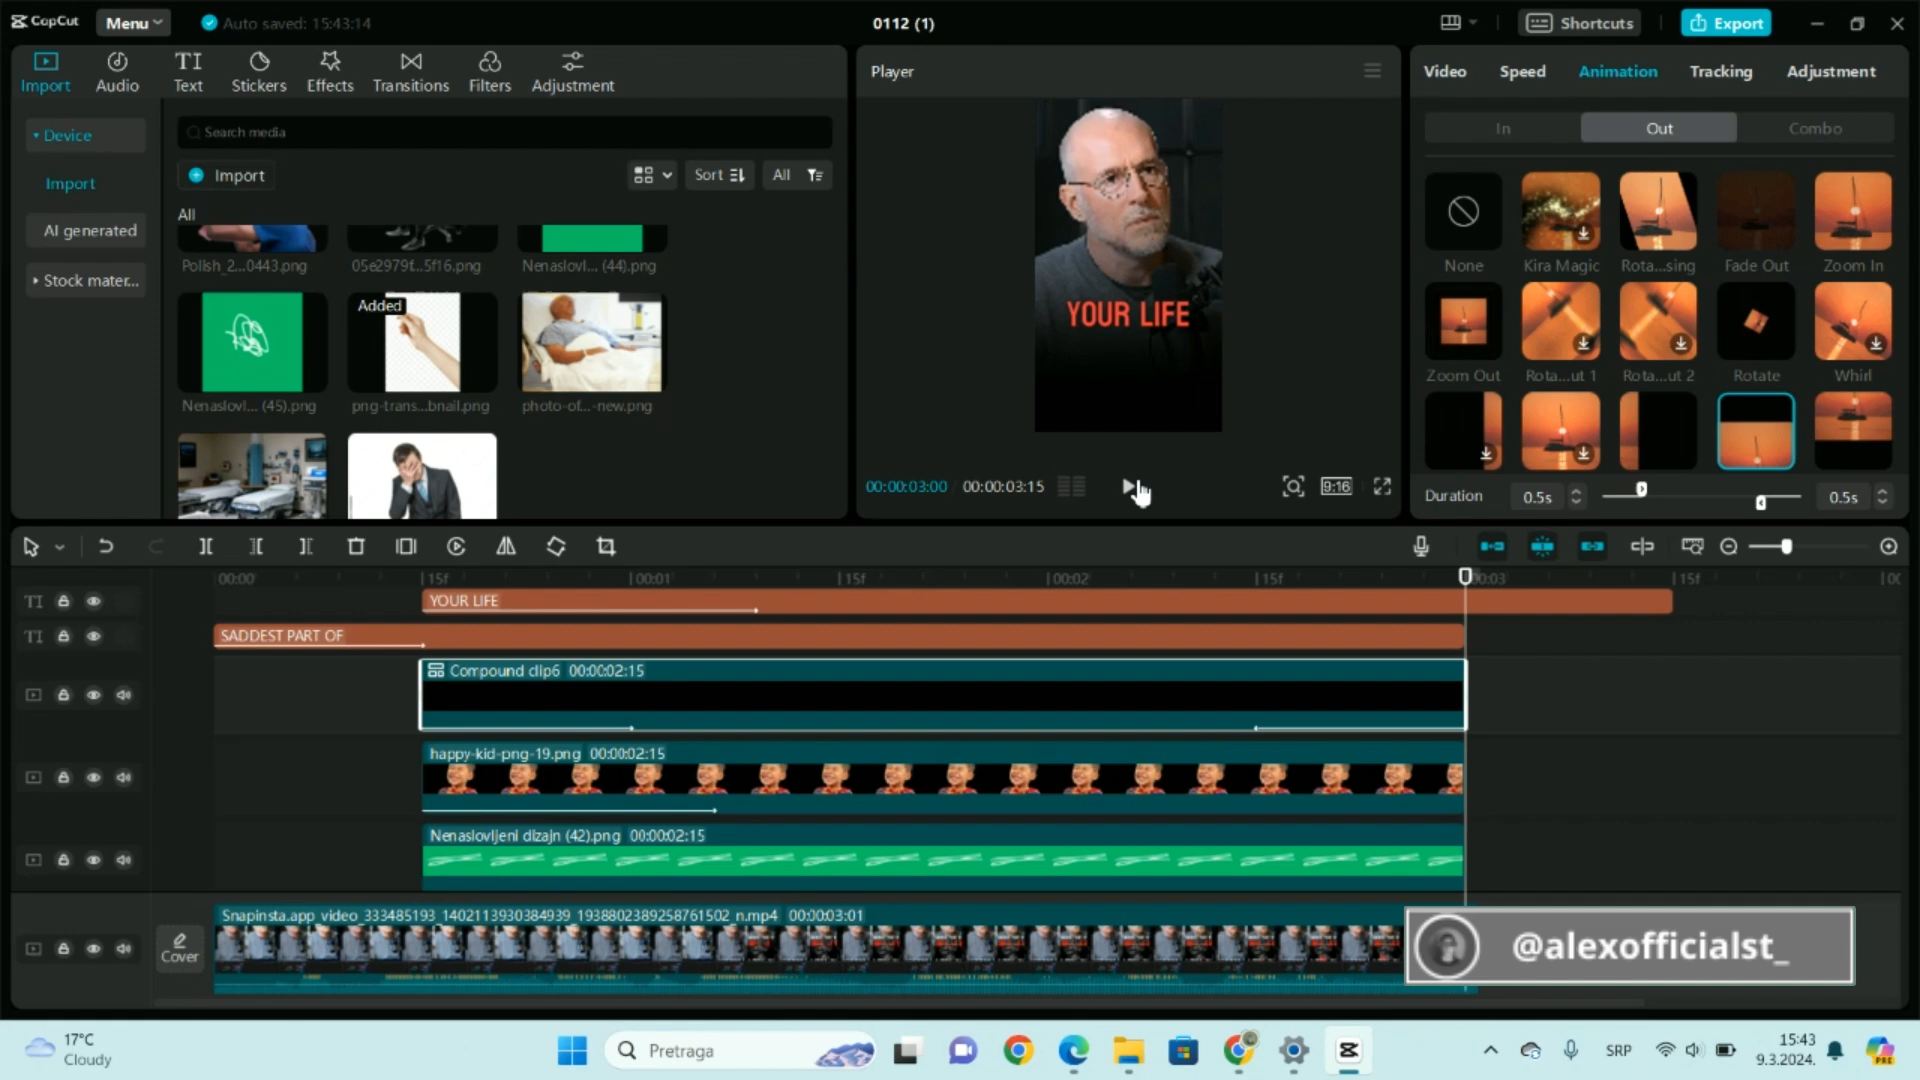 CapCut
Menu
Auto saved: 15:43:14
0112 (1)
Shortcuts
Export
Import
Audio
TI
Text
Stickers
Effects
Transitions
Filters
Adjustment
Device
Import
AI generated
Stock mater...
Search media
Import
Sort
All
All
Polish_2...0443.png
05e2979f...5f16.png
Nenaslovl... (44).png
Added
Nenaslovl... (45).png
png-trans...bnail.png
photo-of...-new.png
Player
YOUR LIFE
00:00:03:00
00:00:03:15
9:16
Video
Speed
Animation
Tracking
Adjustment
In
Out
Combo
None
Kira Magic
Rota...sing
Fade Out
Zoom In
Zoom Out
Rota...ut 1
Rota...ut 2
Rotate
Whirl
Duration
0.5s
0.5s
00:00
15f
00:01
15f
00:02
15f
00:03
15f
TI
YOUR LIFE
TI
SADDEST PART OF
Compound clip6 00:00:02:15
happy-kid-png-19.png 00:00:02:15
Nenaslovljeni dizajn (42).png 00:00:02:15
Cover
Snapinsta.app_video_333485193_1402113930384939_1938802389258761502_n.mp4 00:00:03:01
@alexofficialst_
17°C
Cloudy
Pretraga
SRP
15:43
9.3.2024.
PRE